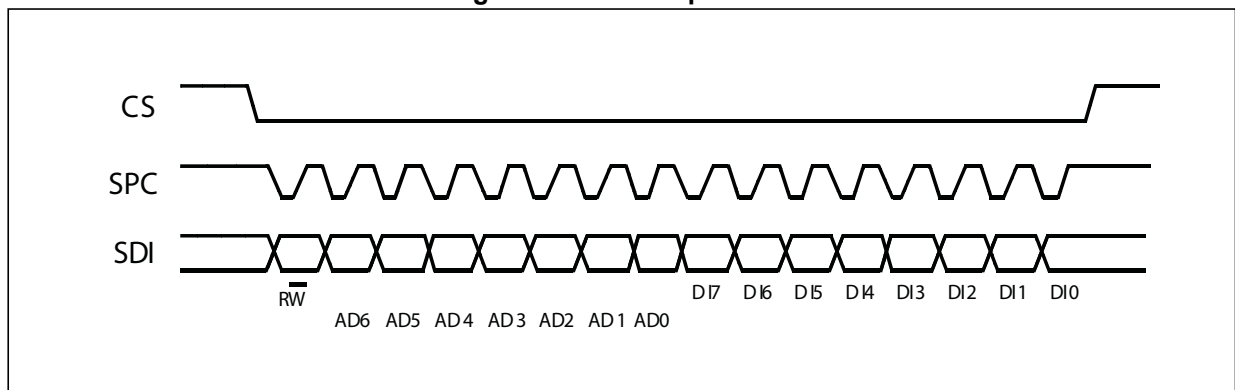 CS
SPC
SDI
RW
DI7 DI6 DI5 DI4 DI3 DI2 DI1 DI0
AD6 AD5 AD4 AD3 AD2 AD1 AD0